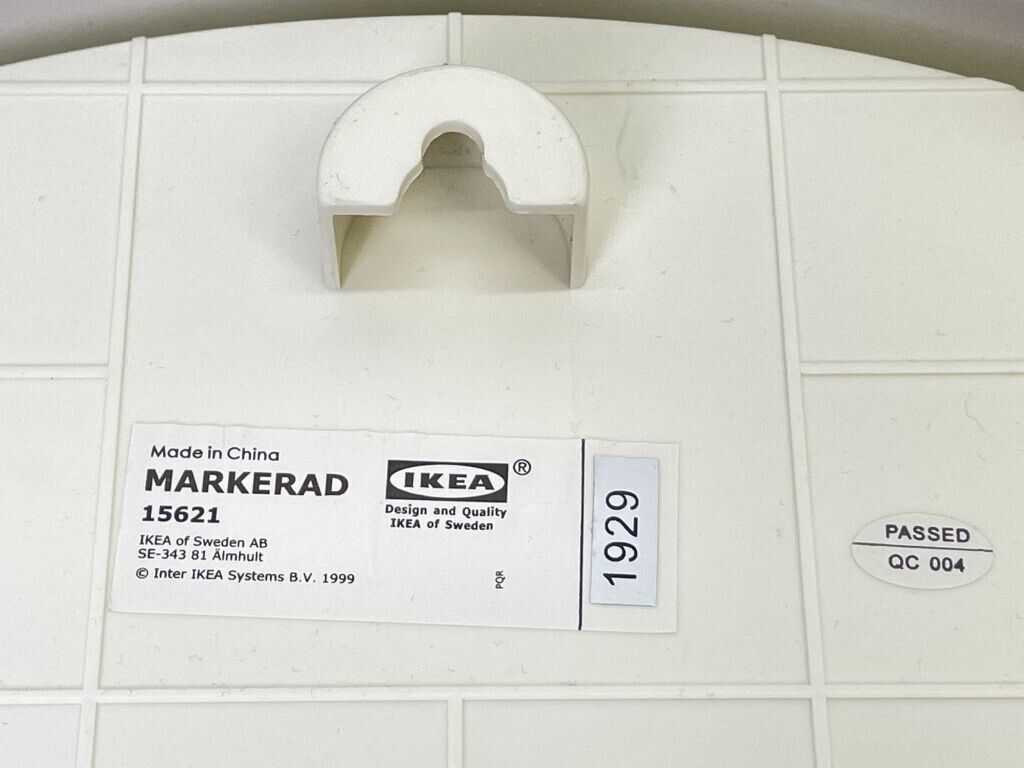 Made in China
MARKERAD
15621
IKEA of Sweden AB
SE-343 81 Älmhult
© Inter IKEA Systems B.V. 1999
IKEA®
Design and Quality
IKEA of Sweden
PQR
1929
PASSED
QC 004